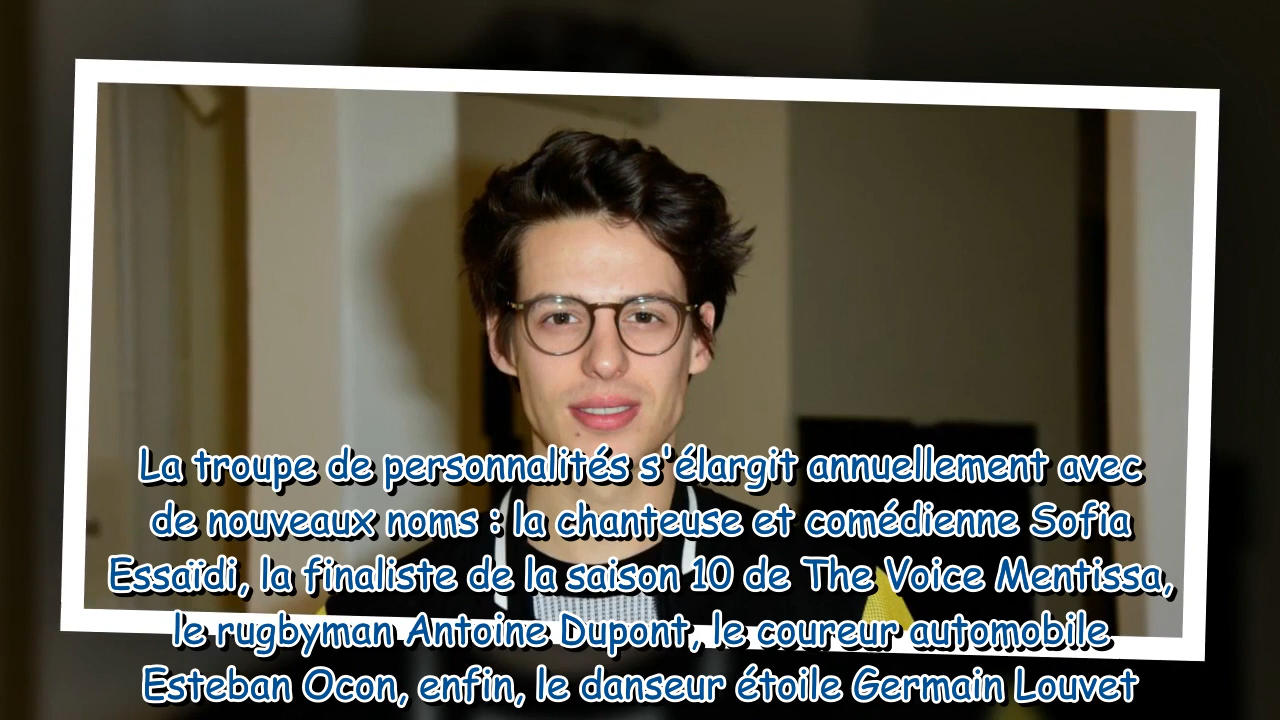 La troupe de personnalités s'élargit annuellement avec
de nouveaux noms : la chanteuse et comédienne Sofia
Essaïdi, la finaliste de la saison 10 de The Voice Mentissa,
le rugbyman Antoine Dupont, le coureur automobile
Esteban Ocon, enfin, le danseur étoile Germain Louvet